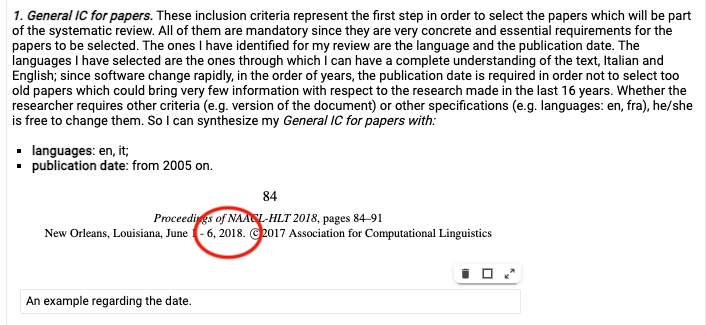 1. General IC for papers. These inclusion criteria represent the first step in order to select the papers which will be part
of the systematic review. All of them are mandatory since they are very concrete and essential requirements for the
papers to be selected. The ones I have identified for my review are the language and the publication date. The
languages I have selected are the ones through which I can have a complete understanding of the text, Italian and
English; since software change rapidly, in the order of years, the publication date is required in order not to select too
old papers which could bring very few information with respect to the research made in the last 16 years. Whether the
researcher requires other criteria (e.g. version of the document) or other specifications (e.g. languages: en, fra), he/she
is free to change them. So I can synthesize my General IC for papers with:
▪ languages: en, it;
▪ publication date: from 2005 on.
84
Proceedings of NAACL-HLT 2018, pages 84–91
New Orleans, Louisiana, June 1 - 6, 2018. ©2017 Association for Computational Linguistics
An example regarding the date.